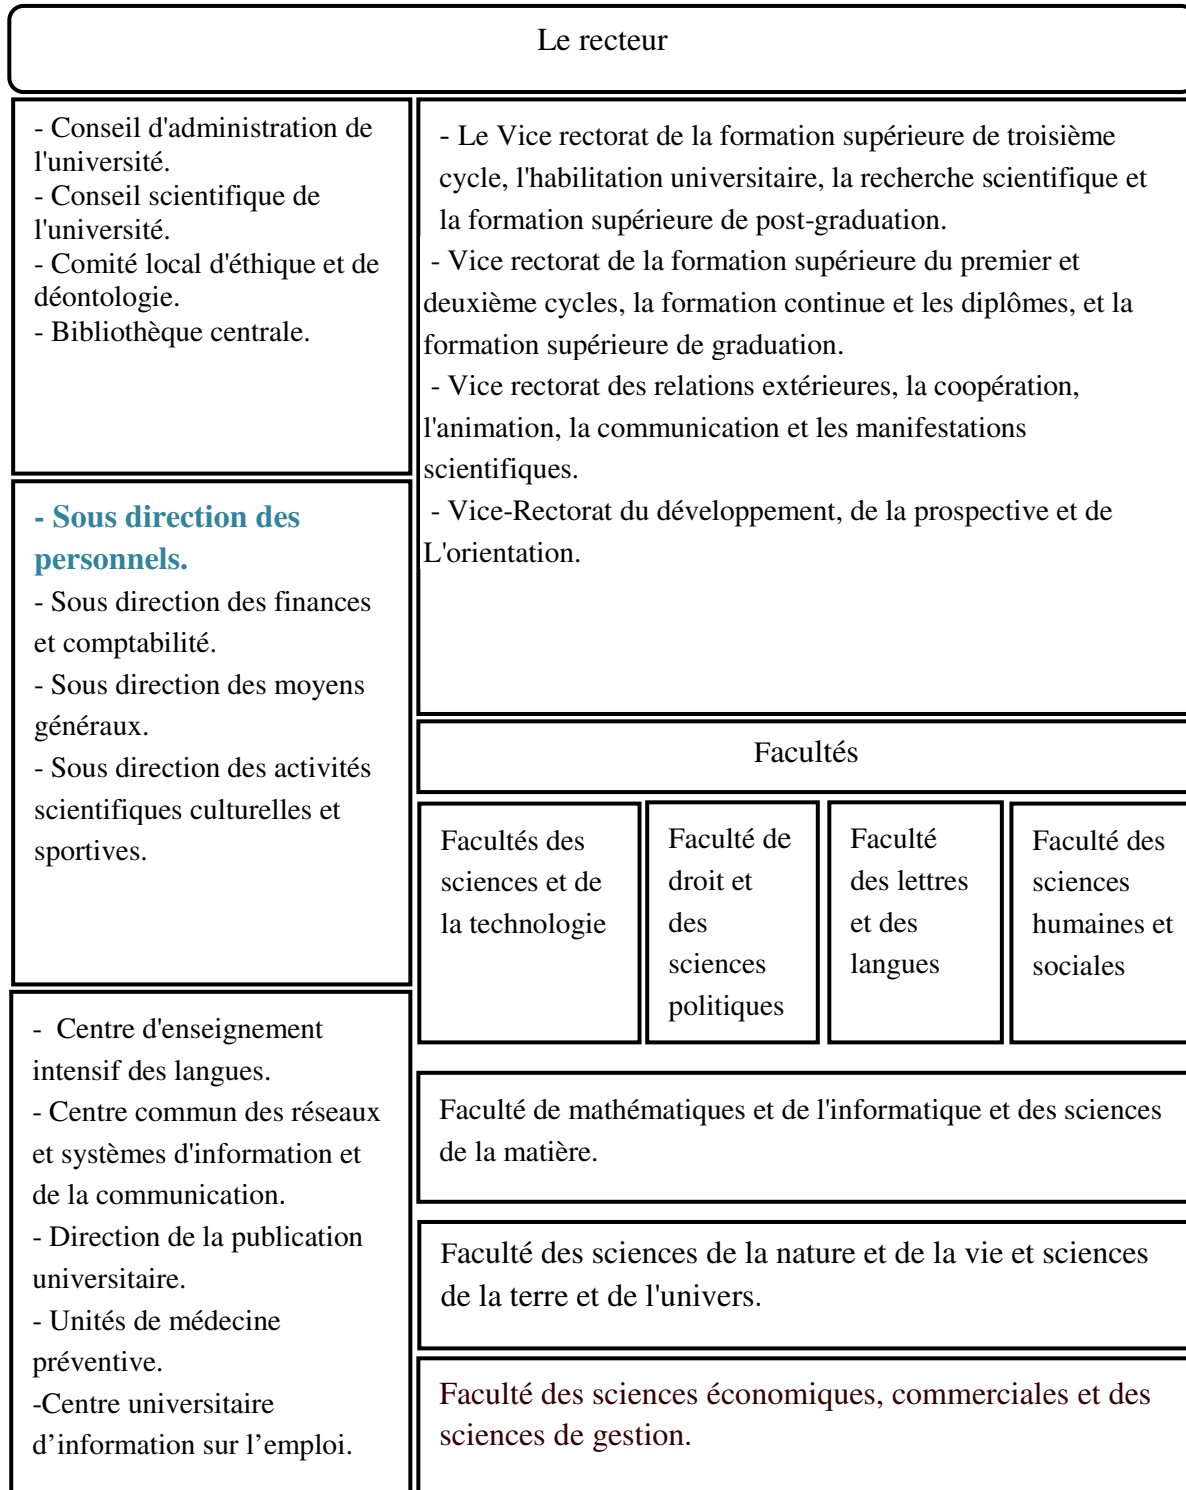 Le recteur
- Conseil d'administration de
l'université.
- Conseil scientifique de
l'université.
- Comité local d'éthique et de
déontologie.
- Bibliothèque centrale.
- Le Vice rectorat de la formation supérieure de troisième
cycle, l'habilitation universitaire, la recherche scientifique et
la formation supérieure de post-graduation.
- Vice rectorat de la formation supérieure du premier et
deuxième cycles, la formation continue et les diplômes, et la
formation supérieure de graduation.
- Vice rectorat des relations extérieures, la coopération,
l'animation, la communication et les manifestations
scientifiques.
- Vice-Rectorat du développement, de la prospective et de
L'orientation.
- Sous direction des
personnels.
- Sous direction des finances
et comptabilité.
- Sous direction des moyens
généraux.
- Sous direction des activités
scientifiques culturelles et
sportives.
Facultés
Facultés des
sciences et de
la technologie
Faculté de
droit et
des
sciences
politiques
Faculté
des lettres
et des
langues
Faculté des
sciences
humaines et
sociales
- Centre d'enseignement
intensif des langues.
- Centre commun des réseaux
et systèmes d'information et
de la communication.
- Direction de la publication
universitaire.
- Unités de médecine
préventive.
-Centre universitaire
d’information sur l’emploi.
Faculté de mathématiques et de l'informatique et des sciences
de la matière.
Faculté des sciences de la nature et de la vie et sciences
de la terre et de l'univers.
Faculté des sciences économiques, commerciales et des
sciences de gestion.